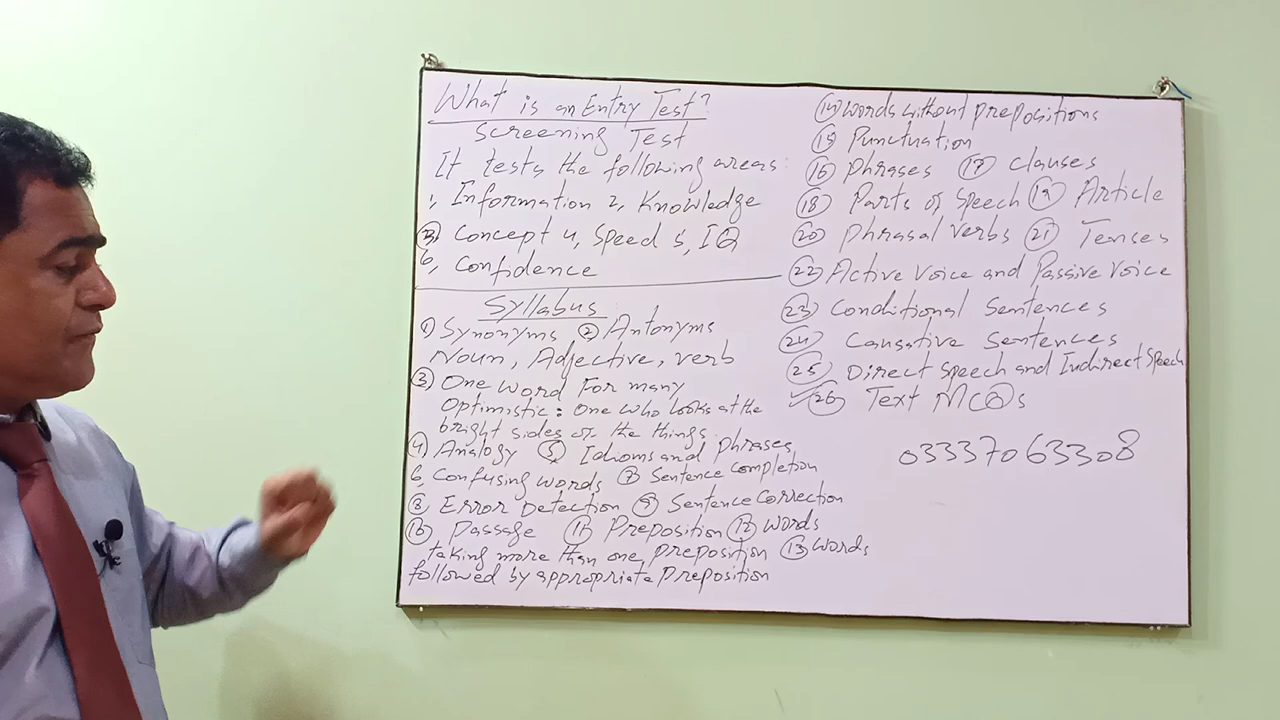 What is an Entry Test?
Screening Test
It tests the following areas:
1, Information 2, Knowledge
3, Concept 4, Speed 5, IQ
6, Confidence
Syllabus
1) Synonyms 2 Antonyms
Noun, Adjective, verb
3 One word For many
Optimistic: One who looks at the
bright sides of the things.
4 Analogy 5, Idioms and phrases,
6, Confusing words 7 Sentence completion
8 Error Detection 9 Sentence Correction
10 Passage 11 Preposition 12 words
taking more than one preposition 13 words
followed by appropriate Preposition
14 words without prepositions
15 Punctuation
16 Phrases 17 clauses
18 Parts of Speech 19 Article
20 Phrasal verbs 21 Tenses
22 Active voice and Passive voice
23 Conditional Sentences
24 Causative Sentences
25 Direct Speech and Indirect Speech
26 Text MCQs
03337063308